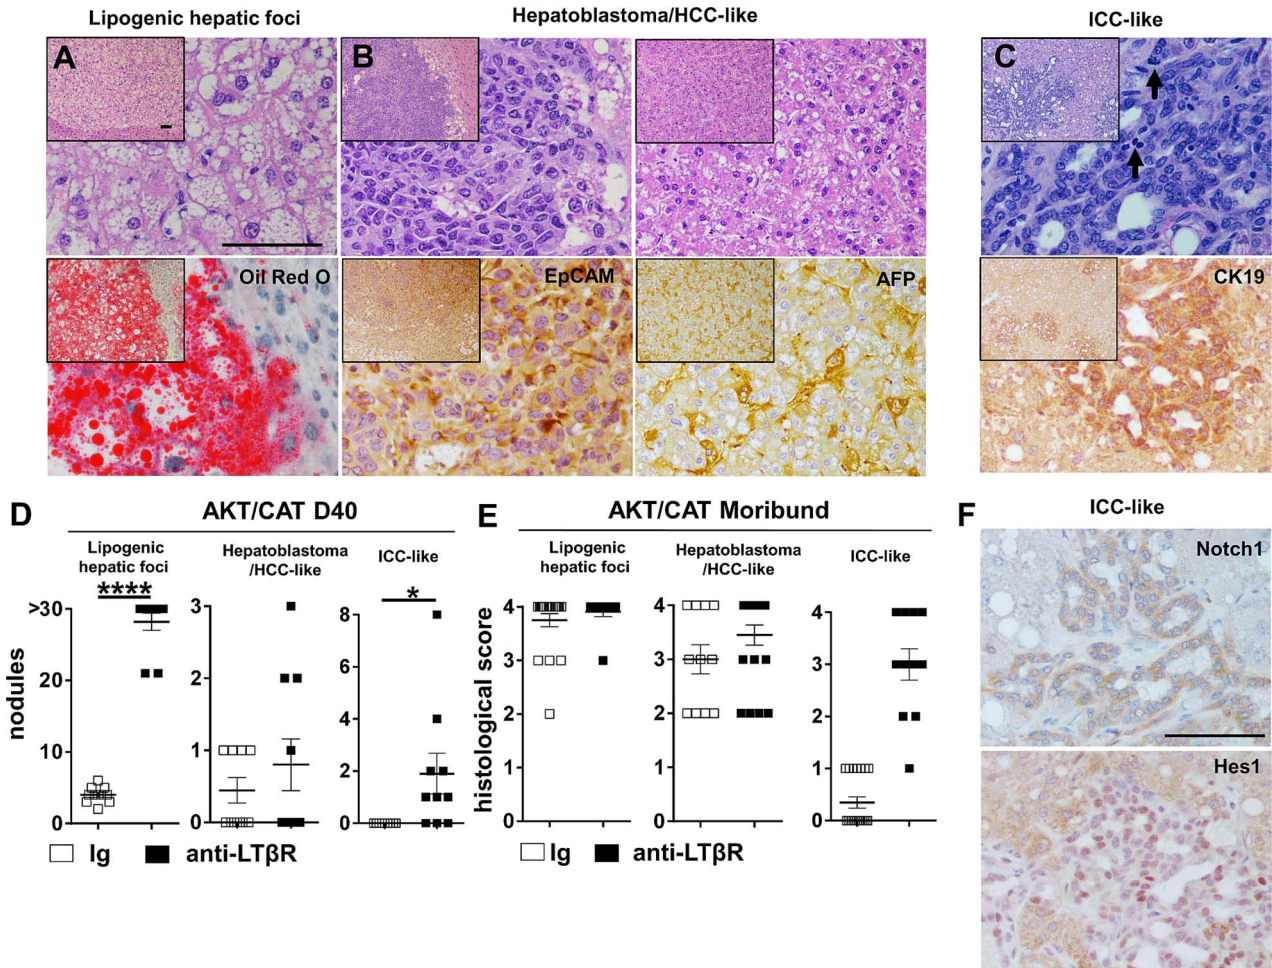 Lipogenic hepatic foci
Hepatoblastoma/HCC-like
ICC-like
A
B
C
Oil Red O
EpCAM
AFP
CK19
D
AKT/CAT D40
Lipogenic
hepatic foci
Hepatoblastoma
/HCC-like
ICC-like
****
*
nodules
>30
20
10
0
3
2
1
0
8
6
4
2
0
Ig
anti-LTβR
E
AKT/CAT Moribund
Lipogenic
hepatic foci
Hepatoblastoma
/HCC-like
ICC-like
histological score
4
3
2
1
0
4
3
2
1
0
4
3
2
1
0
Ig
anti-LTβR
F
ICC-like
Notch1
Hes1